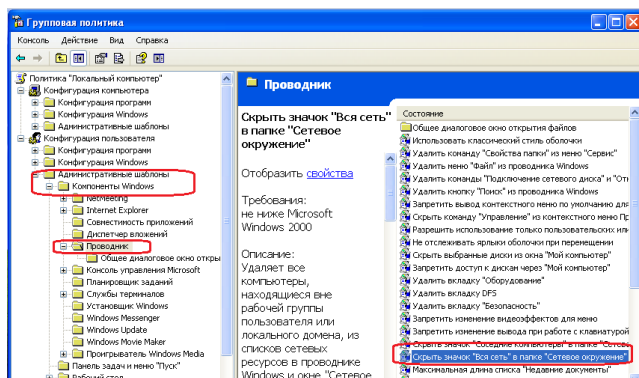 Групповая политика
Консоль Действие Вид Справка
Политика "Локальный компьютер"
Конфигурация компьютера
Конфигурация программ
Конфигурация Windows
Административные шаблоны
Конфигурация пользователя
Конфигурация программ
Конфигурация Windows
Административные шаблоны
Компоненты Windows
NetMeeting
Internet Explorer
Совместимость приложений
Диспетчер вложений
Проводник
Общее диалоговое окно откры
Консоль управления Microsoft
Планировщик заданий
Службы терминалов
Установщик Windows
Windows Messenger
Windows Update
Windows Movie Maker
Проигрыватель Windows Media
Панель задач и меню "Пуск"
Рабочий стол
Проводник
Скрыть значок "Вся сеть"
в папке "Сетевое
окружение"
Отобразить свойства
Требования:
не ниже Microsoft
Windows 2000
Описание:
Удаляет все
компьютеры,
находящиеся вне
рабочей группы
пользователя или
локального домена, из
списков сетевых
ресурсов в проводнике
Windows и окне "Сетевое
Состояние
Общее диалоговое окно открытия файлов
Использовать классический стиль оболочки
Удалить команду "Свойства папки" из меню "Сервис"
Удалить меню "Файл" из проводника Windows
Удалить команды "Подключение сетевого диска" и "Отк
Удалить кнопку "Поиск" из проводника Windows
Запретить вывод контекстного меню по умолчанию для
Скрыть команду "Управление" из контекстного меню Пр
Разрешить использование только пользовательских или
Не отслеживать ярлыки оболочки при перемещении
Скрыть выбранные диски из окна "Мой компьютер"
Запретить доступ к дискам через "Мой компьютер"
Удалить вкладку "Оборудование"
Удалить вкладку DFS
Удалить вкладку "Безопасность"
Запретить изменение видеоэффектов для меню
Запретить изменение вывода при работе с клавиатурой
Скрыть значок "Соседние компьютеры" в папке "Сетев
Скрыть значок "Вся сеть" в папке "Сетевое окружение"
Максимальная длина списка "Недавние документы"